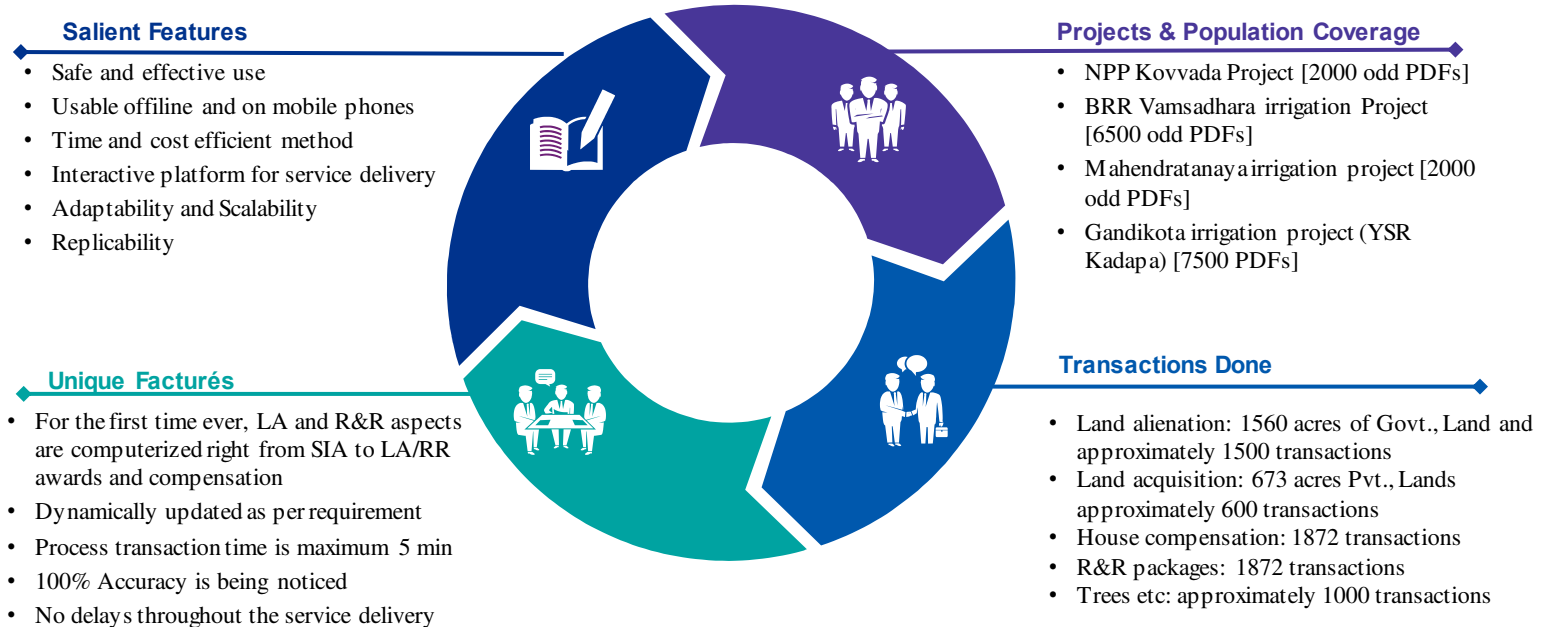 Salient Features
• Safe and effective use
• Usable offiline and on mobile phones
• Time and cost efficient method
• Interactive platform for service delivery
• Adaptability and Scalability
• Replicability
Projects & Population Coverage
• NPP Kovvada Project [2000 odd PDFs]
• BRR Vamsadhara irrigation Project
[6500 odd PDFs]
• Mahendratanaya irrigation project [2000
odd PDFs]
• Gandikota irrigation project (YSR
Kadapa) [7500 PDFs]
Unique Facturés
• For the first time ever, LA and R&R aspects
are computerized right from SIA to LA/RR
awards and compensation
• Dynamically updated as per requirement
• Process transaction time is maximum 5 min
• 100% Accuracy is being noticed
• No delays throughout the service delivery
Transactions Done
• Land alienation: 1560 acres of Govt., Land and
approximately 1500 transactions
• Land acquisition: 673 acres Pvt., Lands
approximately 600 transactions
• House compensation: 1872 transactions
• R&R packages: 1872 transactions
• Trees etc: approximately 1000 transactions